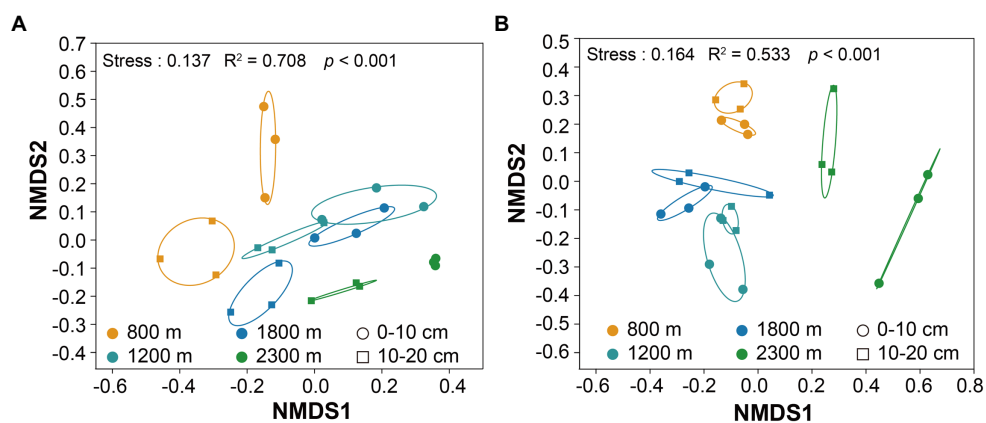 A
Stress : 0.137 R² = 0.708 p < 0.001
0.7
0.6
0.5
0.4
0.3
0.2
0.1
0.0
-0.1
-0.2
-0.3
-0.4
NMDS2
800 m 1800 m 0-10 cm
1200 m 2300 m 10-20 cm
-0.6 -0.4 -0.2 0.0 0.2 0.4
NMDS1
B
Stress : 0.164 R² = 0.533 p < 0.001
0.5
0.4
0.3
0.2
0.1
0.0
-0.1
-0.2
-0.3
-0.4
-0.5
-0.6
NMDS2
800 m 1800 m 0-10 cm
1200 m 2300 m 10-20 cm
-0.6 -0.4 -0.2 0.0 0.2 0.4 0.6 0.8
NMDS1